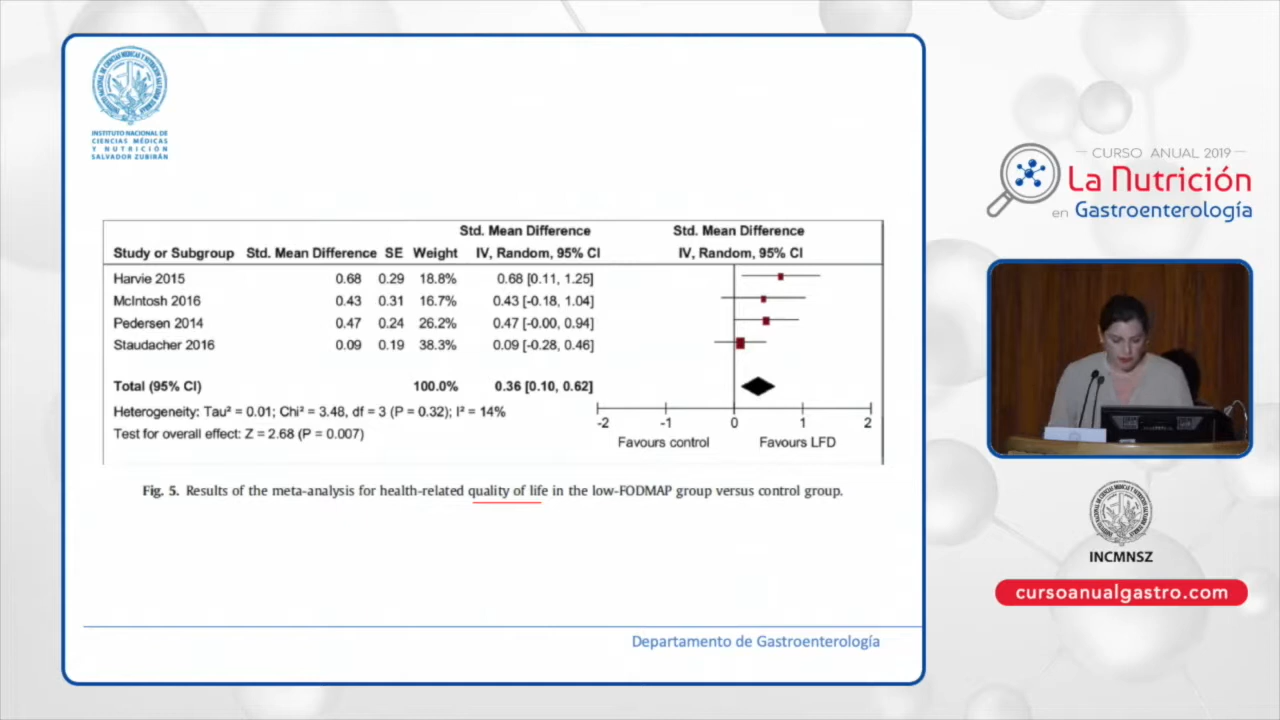 INSTITUTO NACIONAL DE
CIENCIAS MÉDICAS
Y NUTRICIÓN
SALVADOR ZUBIRÁN
Std. Mean Difference Std. Mean Difference
Study or Subgroup Std. Mean Difference SE Weight IV, Random, 95% CI IV, Random, 95% CI
Harvie 2015 0.68 0.29 18.8% 0.68 [0.11, 1.25]
McIntosh 2016 0.43 0.31 16.7% 0.43 [-0.18, 1.04]
Pedersen 2014 0.47 0.24 26.2% 0.47 [-0.00, 0.94]
Staudacher 2016 0.09 0.19 38.3% 0.09 [-0.28, 0.46]
Total (95% CI) 100.0% 0.36 [0.10, 0.62]
Heterogeneity: Tau² = 0.01; Chi² = 3.48, df = 3 (P = 0.32); I² = 14%
Test for overall effect: Z = 2.68 (P = 0.007)
-2 -1 0 1 2
Favours control Favours LFD
Fig. 5. Results of the meta-analysis for health-related quality of life in the low-FODMAP group versus control group.
Departamento de Gastroenterología
CURSO ANUAL 2019
La Nutrición
en Gastroenterología
INCMNSZ
cursoanualgastro.com